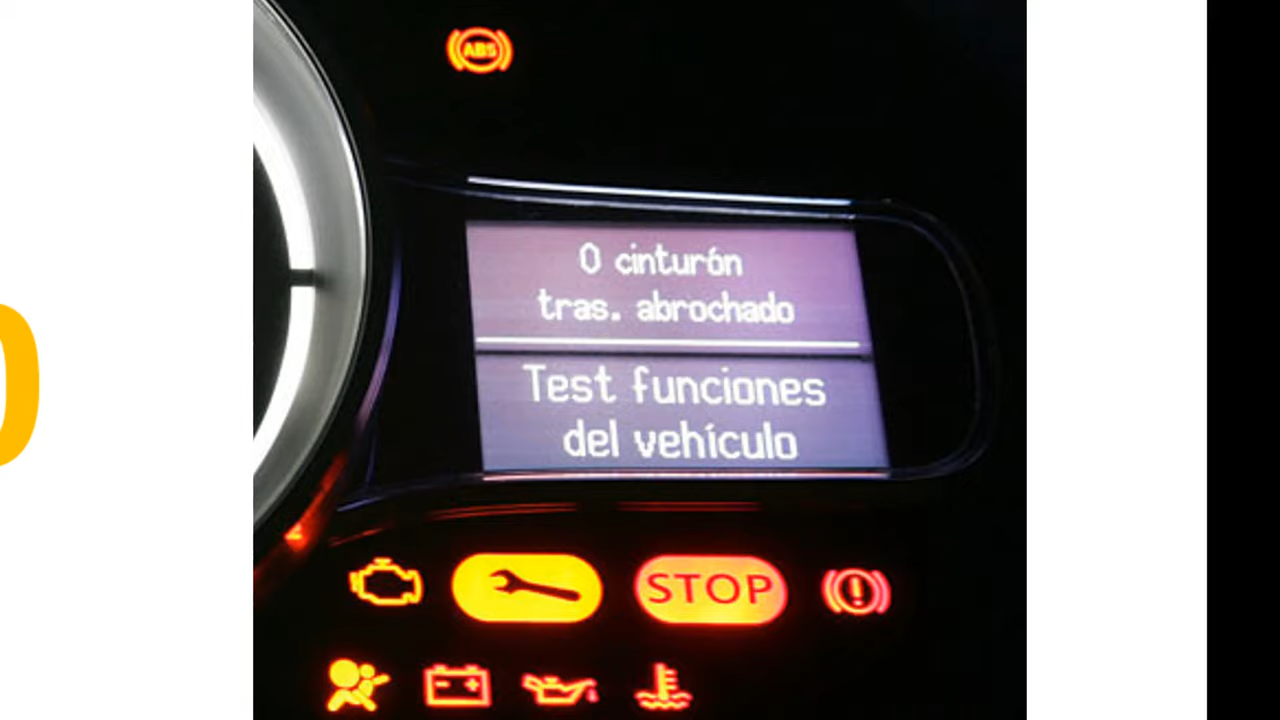 ABS
0 cinturón
tras. abrochado
Test funciones
del vehículo
STOP